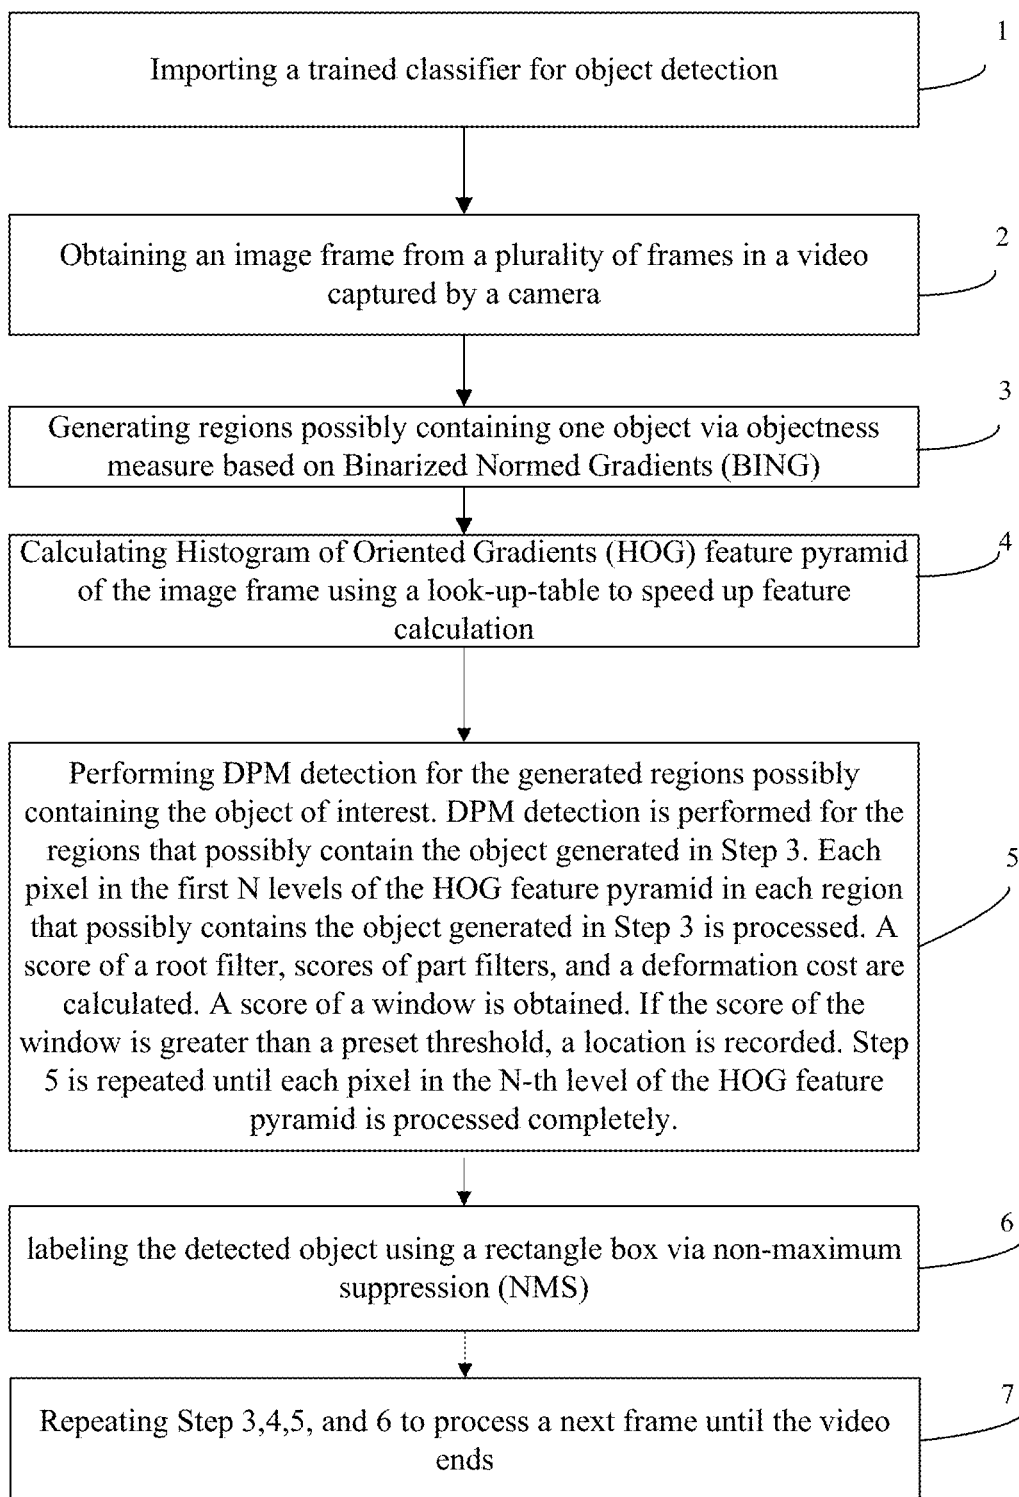 1
Importing a trained classifier for object detection
2
Obtaining an image frame from a plurality of frames in a video
captured by a camera
3
Generating regions possibly containing one object via objectness
measure based on Binarized Normed Gradients (BING)
4
Calculating Histogram of Oriented Gradients (HOG) feature pyramid
of the image frame using a look-up-table to speed up feature
calculation
5
Performing DPM detection for the generated regions possibly
containing the object of interest. DPM detection is performed for the
regions that possibly contain the object generated in Step 3. Each
pixel in the first N levels of the HOG feature pyramid in each region
that possibly contains the object generated in Step 3 is processed. A
score of a root filter, scores of part filters, and a deformation cost are
calculated. A score of a window is obtained. If the score of the
window is greater than a preset threshold, a location is recorded. Step
5 is repeated until each pixel in the N-th level of the HOG feature
pyramid is processed completely.
6
labeling the detected object using a rectangle box via non-maximum
suppression (NMS)
7
Repeating Step 3,4,5, and 6 to process a next frame until the video
ends